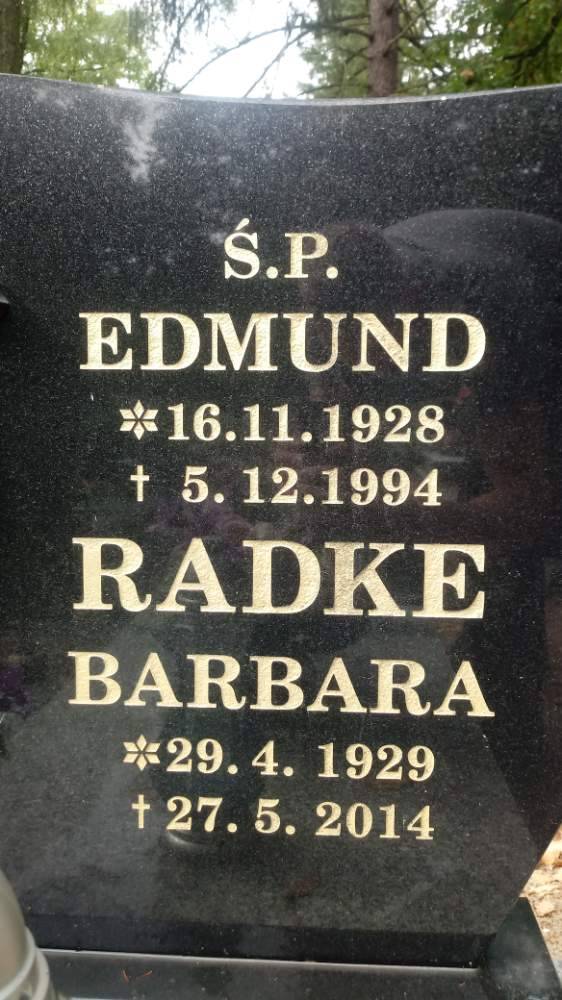 Ś.P.
EDMUND
*16.11.1928
† 5.12.1994
RADKE
BARBARA
*29.4.1929
†27.5.2014